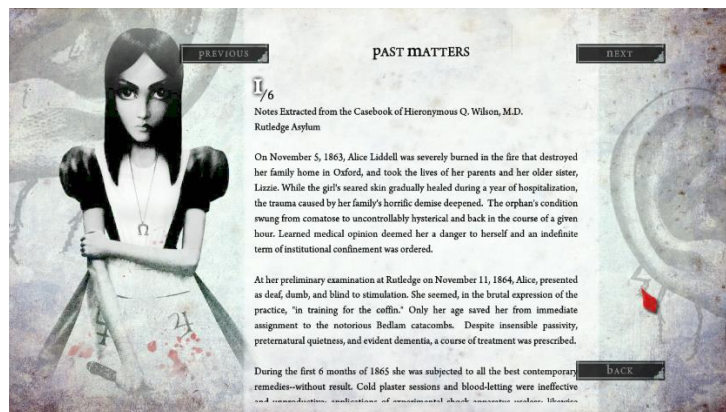 PREVIOUS
PAST MATTERS
NEXT
1/6
Notes Extracted from the Casebook of Hieronymous Q. Wilson, M.D.
Rutledge Asylum
On November 5, 1863, Alice Liddell was severely burned in the fire that destroyed
her family home in Oxford, and took the lives of her parents and her older sister,
Lizzie. While the girl's seared skin gradually healed during a year of hospitalization,
the trauma caused by her family's horrific demise deepened. The orphan's condition
swung from comatose to uncontrollably hysterical and back in the course of a given
hour. Learned medical opinion deemed her a danger to herself and an indefinite
term of institutional confinement was ordered.
At her preliminary examination at Rutledge on November 11, 1864, Alice, presented
as deaf, dumb, and blind to stimulation. She seemed, in the brutal expression of the
practice, "in training for the coffin." Only her age saved her from immediate
assignment to the notorious Bedlam catacombs. Despite insensible passivity,
preternatural quietness, and evident dementia, a course of treatment was prescribed.
During the first 6 months of 1865 she was subjected to all the best contemporary
remedies--without result. Cold plaster sessions and blood-letting were ineffective
and unproductive; applications of experimental shock apparatus useless; likewise
BACK